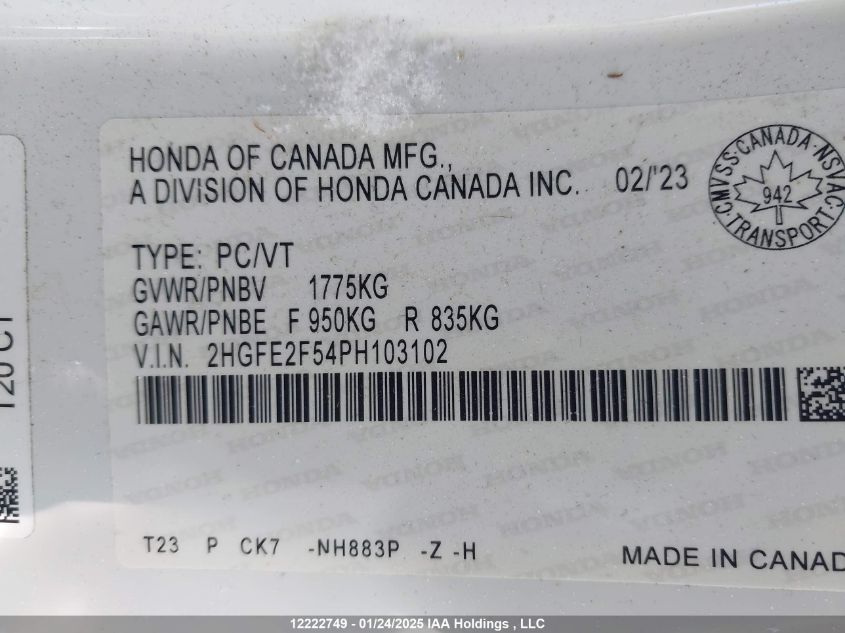 HONDA OF CANADA MFG.,
A DIVISION OF HONDA CANADA INC. 02/'23
CMVSS·CANADA·NSVAC·TRANSPORT·
942
TYPE: PC/VT
GVWR/PNBV 1775KG
GAWR/PNBE F 950KG R 835KG
V.I.N. 2HGFE2F54PH103102
T23 P CK7 -NH883P -Z -H
MADE IN CANAD
12222749 - 01/24/2025 IAA Holdings , LLC